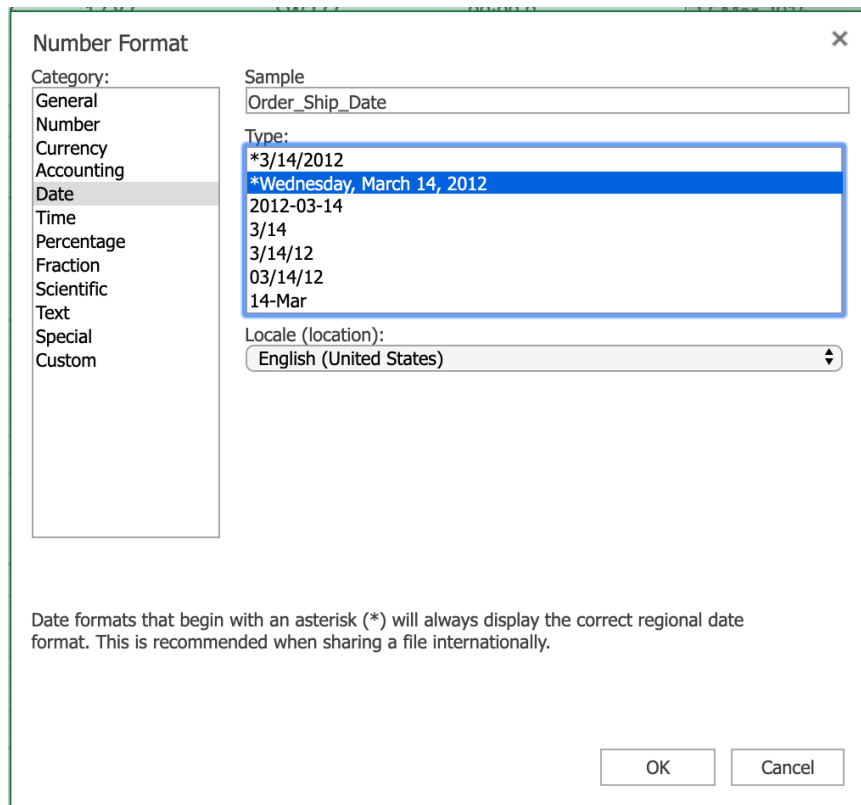 Number Format
Category:
General
Number
Currency
Accounting
Date
Time
Percentage
Fraction
Scientific
Text
Special
Custom
Sample
Order_Ship_Date
Type:
*3/14/2012
*Wednesday, March 14, 2012
2012-03-14
3/14
3/14/12
03/14/12
14-Mar
Locale (location):
English (United States)
Date formats that begin with an asterisk (*) will always display the correct regional date
format. This is recommended when sharing a file internationally.
OK
Cancel